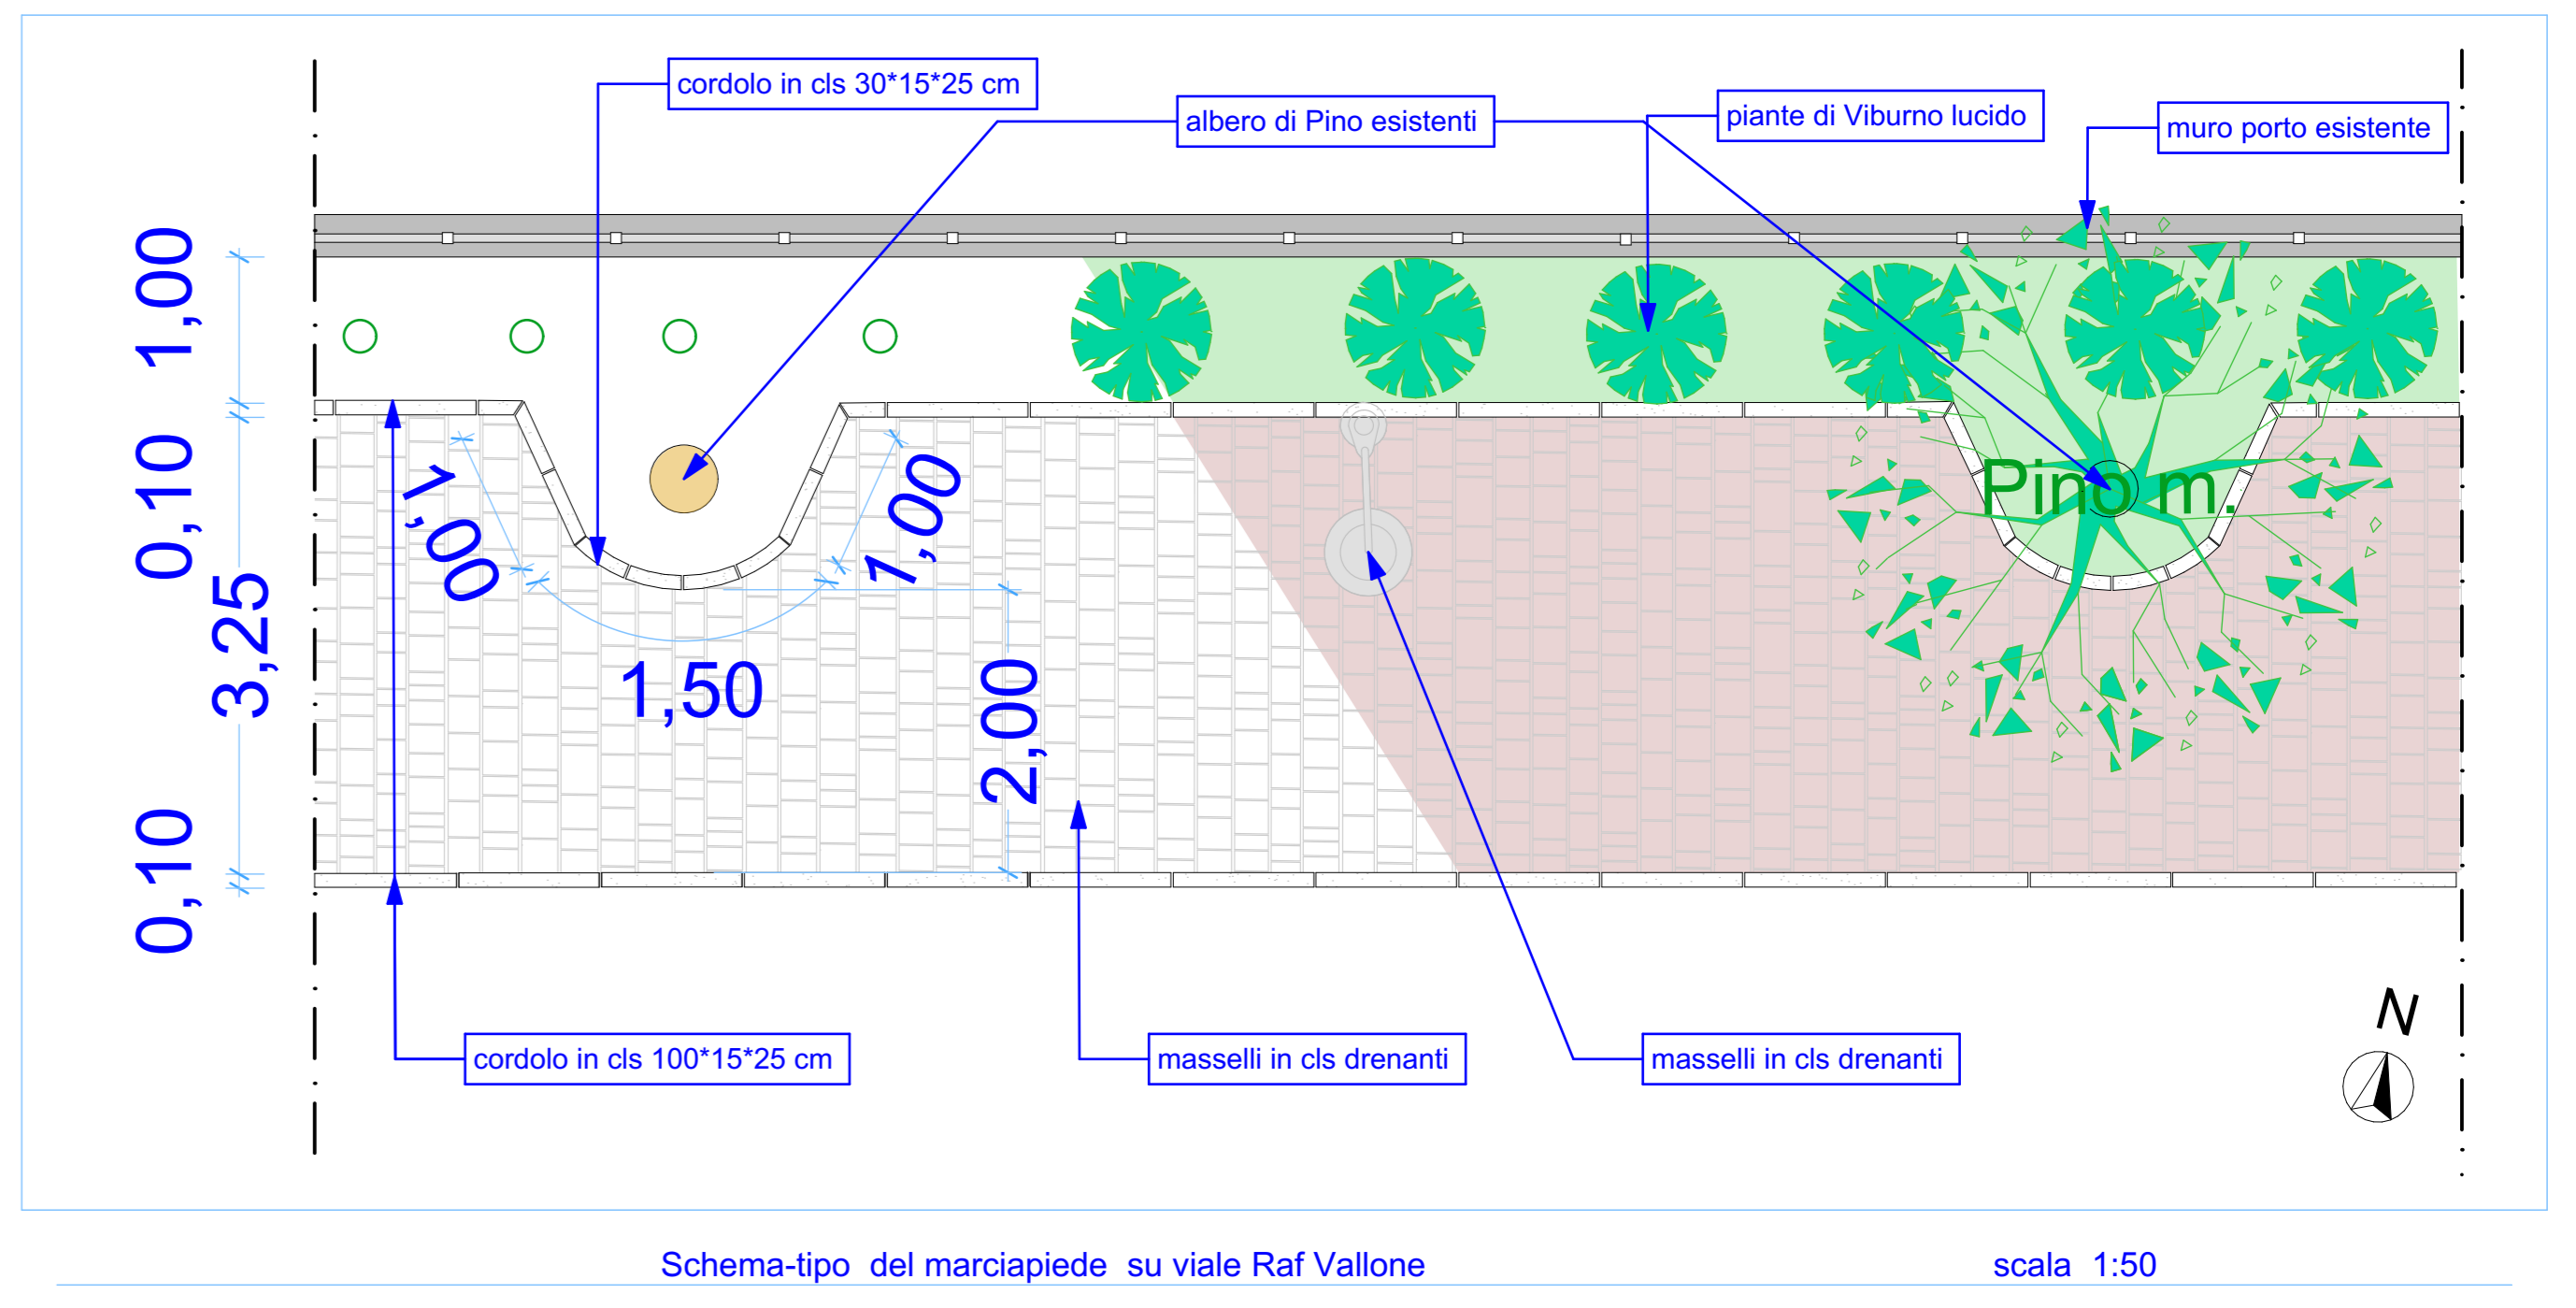 cordolo in cls 30*15*25 cm
albero di Pino esistenti
piante di Viburno lucido
muro porto esistente
1,00
0,10
3,25
0,10
1,00
1,00
1,50
2,00
Pino m.
cordolo in cls 100*15*25 cm
masselli in cls drenanti
masselli in cls drenanti
N
Schema-tipo del marciapiede su viale Raf Vallone
scala 1:50